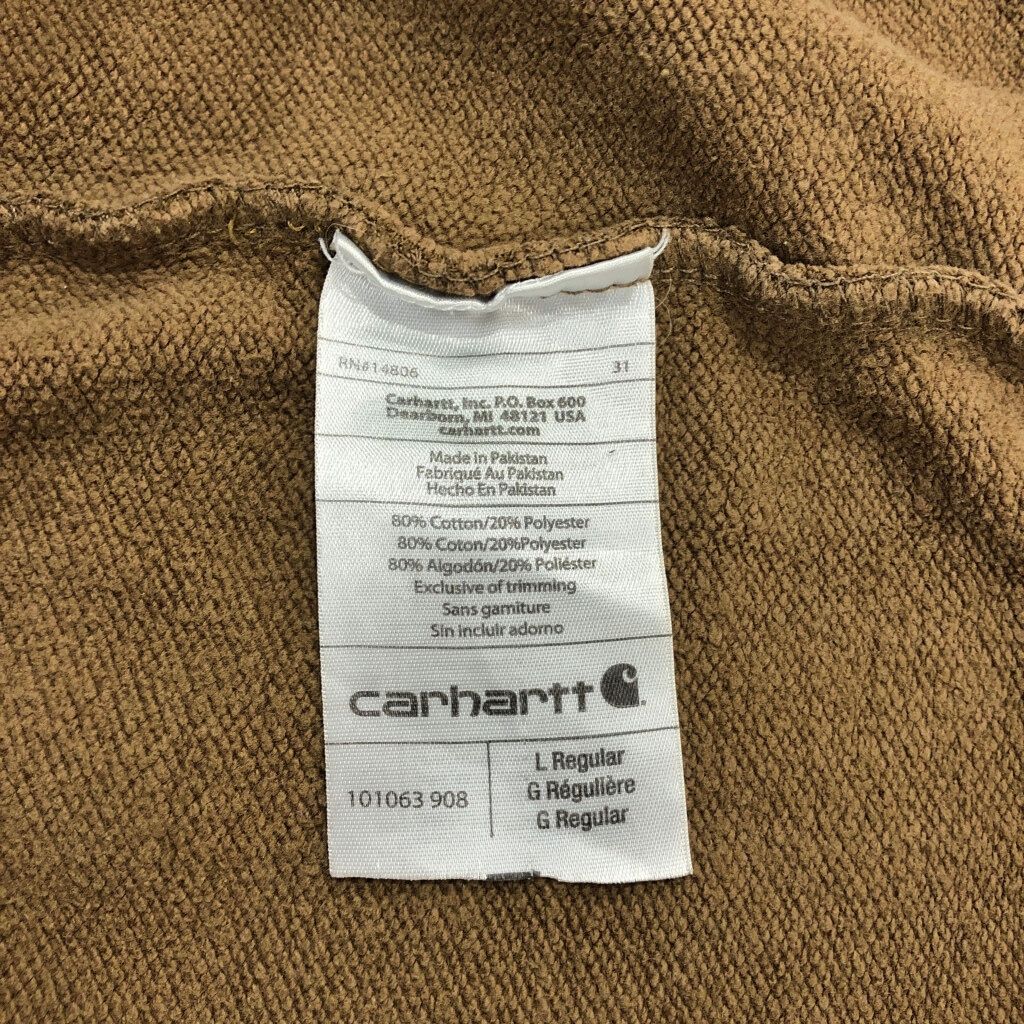 RN#14806 31
Carhartt, Inc. P.O. Box 600
Dearborn, MI 48121 USA
carhartt.com
Made in Pakistan
Fabriqué Au Pakistan
Hecho En Pakistan
80% Cotton/20% Polyester
80% Coton/20%Polyester
80% Algodón/20% Poliéster
Exclusive of trimming
Sans garniture
Sin incluir adorno
carhartt
101063 908
L Regular
G Régulière
G Regular